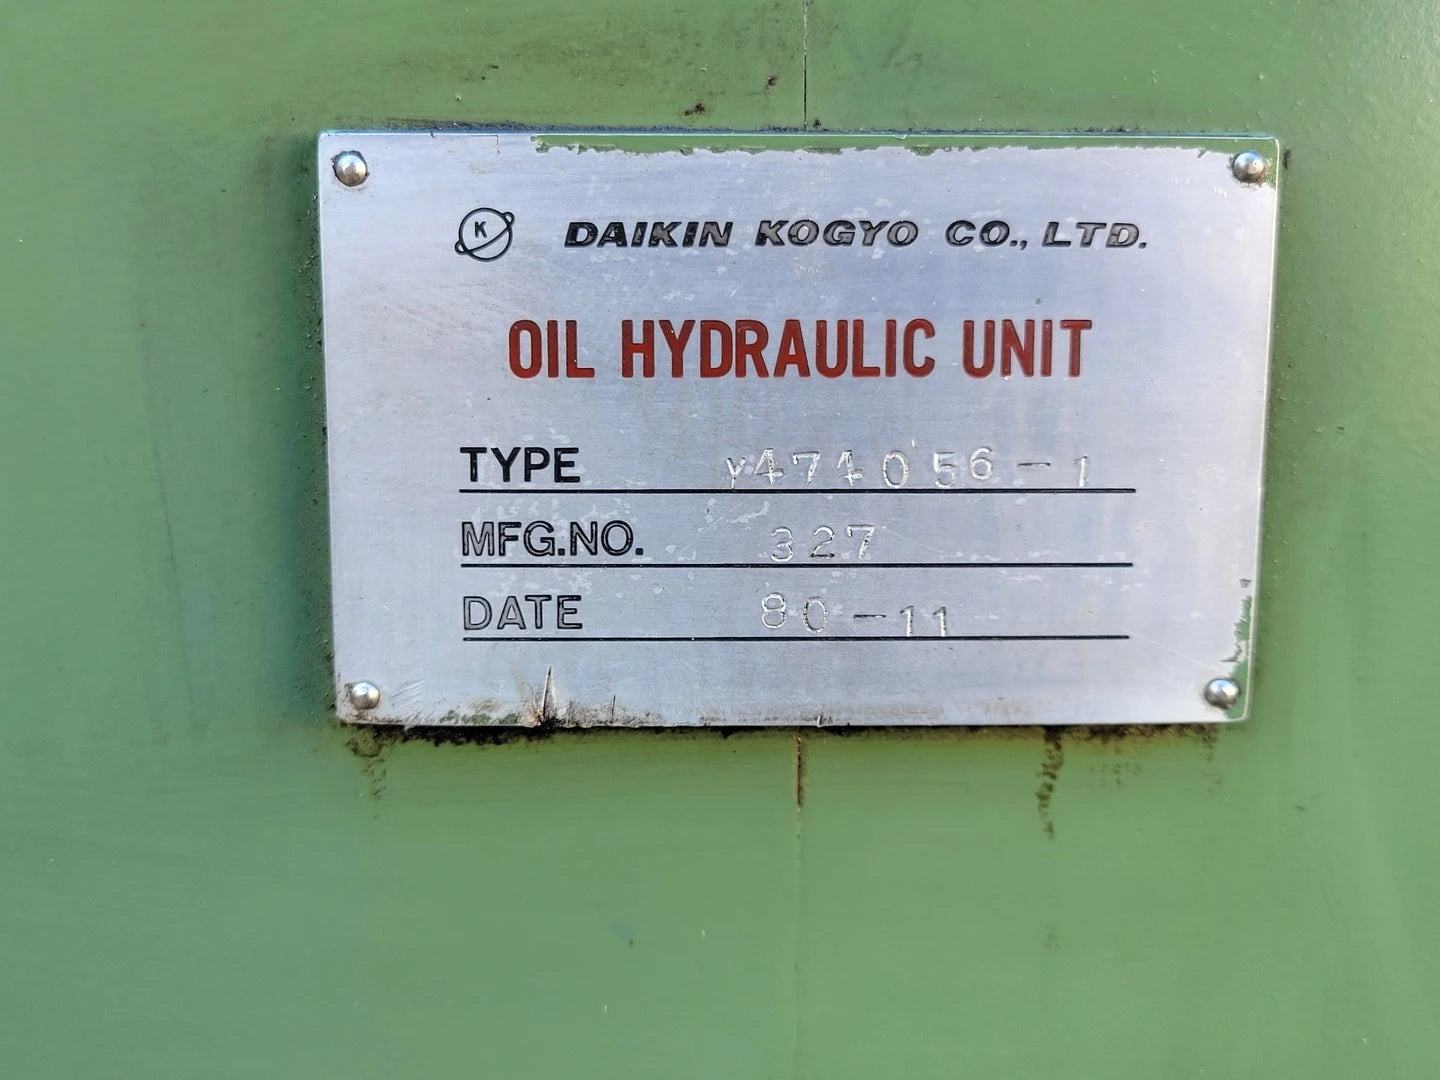 K DAIKIN KOGYO CO., LTD.
OIL HYDRAULIC UNIT
TYPE Y474056-1
MFG.NO. 327
DATE 80-11